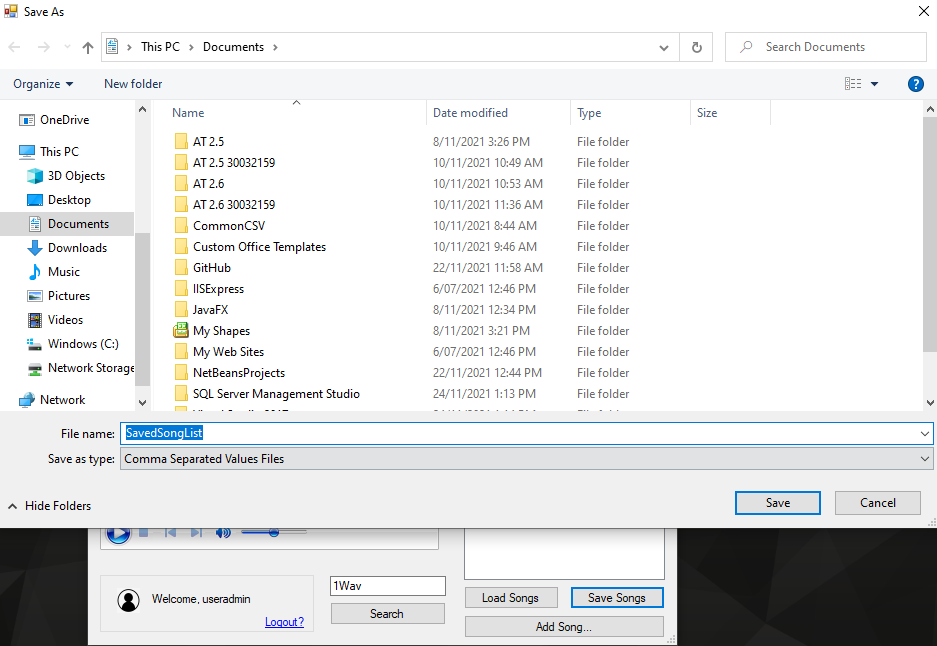 Save As
This PC > Documents >
Search Documents
Organize
New folder
?
Name Date modified Type Size
OneDrive
This PC
3D Objects
Desktop
Documents
Downloads
Music
Pictures
Videos
Windows (C:)
Network Storage
Network
AT 2.5 8/11/2021 3:26 PM File folder
AT 2.5 30032159 10/11/2021 10:49 AM File folder
AT 2.6 10/11/2021 10:53 AM File folder
AT 2.6 30032159 10/11/2021 11:36 AM File folder
CommonCSV 10/11/2021 8:44 AM File folder
Custom Office Templates 10/11/2021 9:46 AM File folder
GitHub 22/11/2021 11:58 AM File folder
IISExpress 6/07/2021 12:46 PM File folder
JavaFX 8/11/2021 12:34 PM File folder
My Shapes 8/11/2021 3:21 PM File folder
My Web Sites 6/07/2021 12:46 PM File folder
NetBeansProjects 22/11/2021 12:44 PM File folder
SQL Server Management Studio 24/11/2021 1:13 PM File folder
File name: SavedSongList
Save as type: Comma Separated Values Files
Hide Folders
Save
Cancel
Welcome, useradmin
Logout?
1Wav
Search
Load Songs
Save Songs
Add Song...